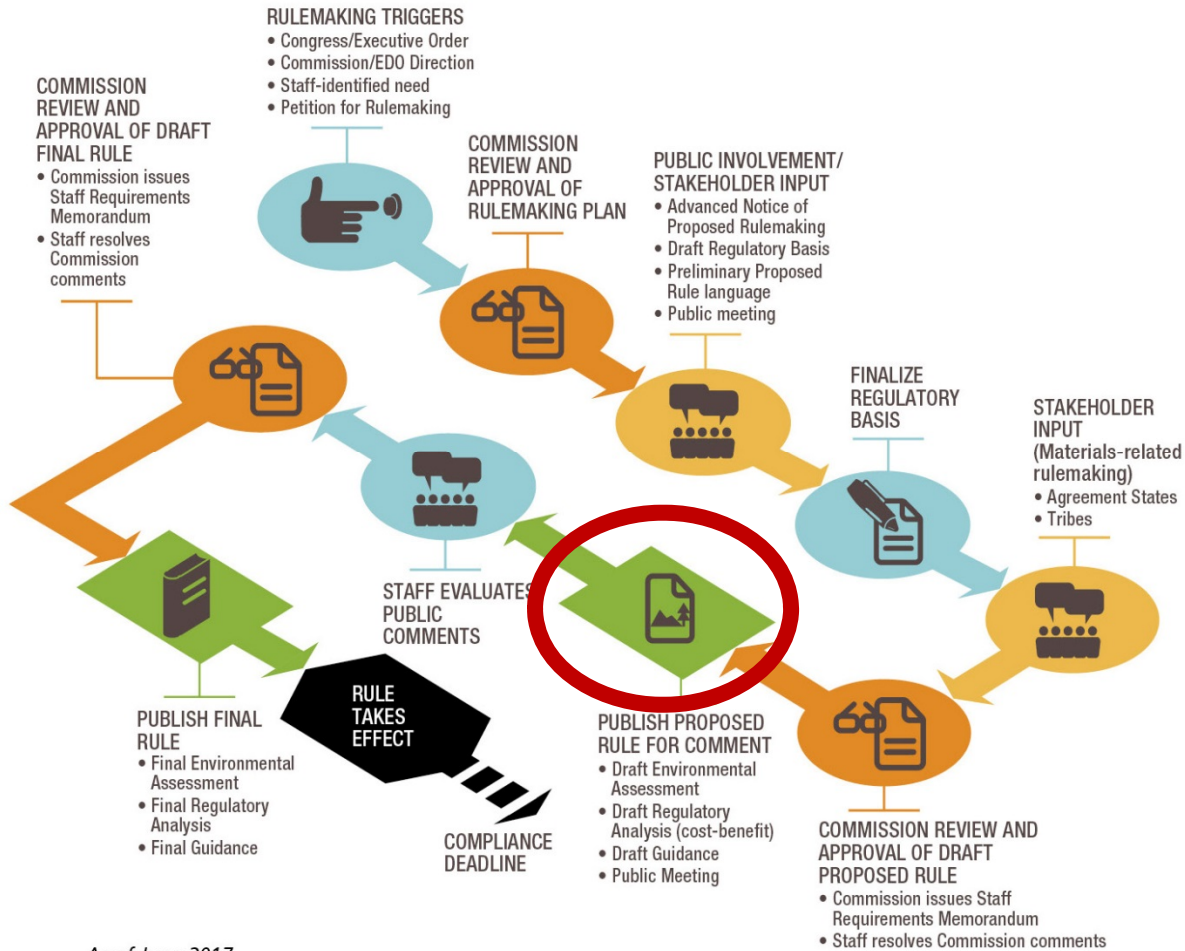 RULEMAKING TRIGGERS
• Congress/Executive Order
• Commission/EDO Direction
• Staff-identified need
• Petition for Rulemaking
COMMISSION
REVIEW AND
APPROVAL OF
RULEMAKING PLAN
PUBLIC INVOLVEMENT/
STAKEHOLDER INPUT
• Advanced Notice of
Proposed Rulemaking
• Draft Regulatory Basis
• Preliminary Proposed
Rule language
• Public meeting
FINALIZE
REGULATORY
BASIS
STAKEHOLDER
INPUT
(Materials-related
rulemaking)
• Agreement States
• Tribes
COMMISSION REVIEW AND
APPROVAL OF DRAFT
PROPOSED RULE
• Commission issues Staff
Requirements Memorandum
• Staff resolves Commission comments
PUBLISH PROPOSED
RULE FOR COMMENT
• Draft Environmental
Assessment
• Draft Regulatory
Analysis (cost-benefit)
• Draft Guidance
• Public Meeting
STAFF EVALUATES
PUBLIC
COMMENTS
COMMISSION
REVIEW AND
APPROVAL OF DRAFT
FINAL RULE
• Commission issues
Staff Requirements
Memorandum
• Staff resolves
Commission
comments
PUBLISH FINAL
RULE
• Final Environmental
Assessment
• Final Regulatory
Analysis
• Final Guidance
RULE
TAKES
EFFECT
COMPLIANCE
DEADLINE
2017